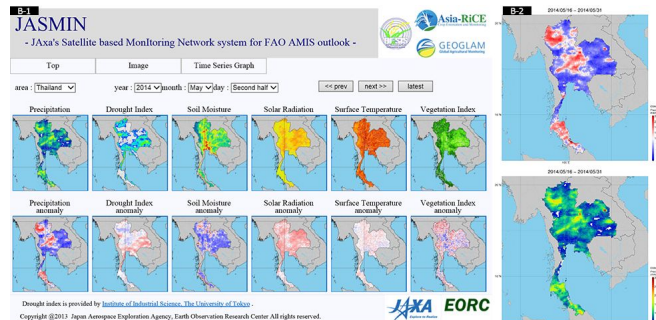 B-1
JASMIN
- JAxa's Satellite based MonItoring Network system for FAO AMIS outlook -
Asia-RiCE
GEOGLAM
Global Agricultural Monitoring
Top Image Time Series Graph
area : Thailand year : 2014 month : May day : Second half << prev next >> latest
Precipitation Drought Index Soil Moisture Solar Radiation Surface Temperature Vegetation Index
Precipitation anomaly Drought Index anomaly Soil Moisture anomaly Solar Radiation anomaly Surface Temperature anomaly Vegetation Index anomaly
Drought index is provided by Institute of Industrial Science, The University of Tokyo .
Copyright @2013 Japan Aerospace Exploration Agency, Earth Observation Research Center All rights reserved.
JAXA EORC
B-2
2014/05/16 - 2014/05/31
2014/05/16 - 2014/05/31